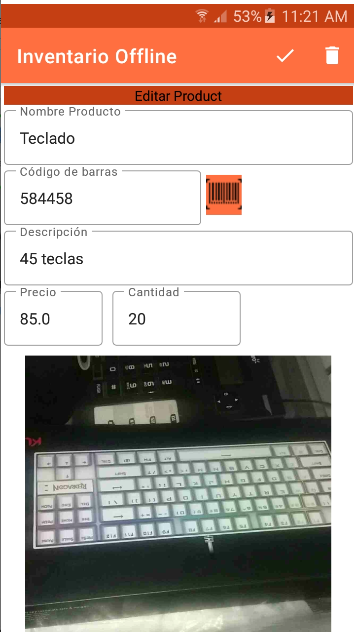 53% 11:21 AM
Inventario Offline
Editar Product
Nombre Producto
Teclado
Código de barras
584458
Descripción
45 teclas
Precio
85.0
Cantidad
20
REDRAGON